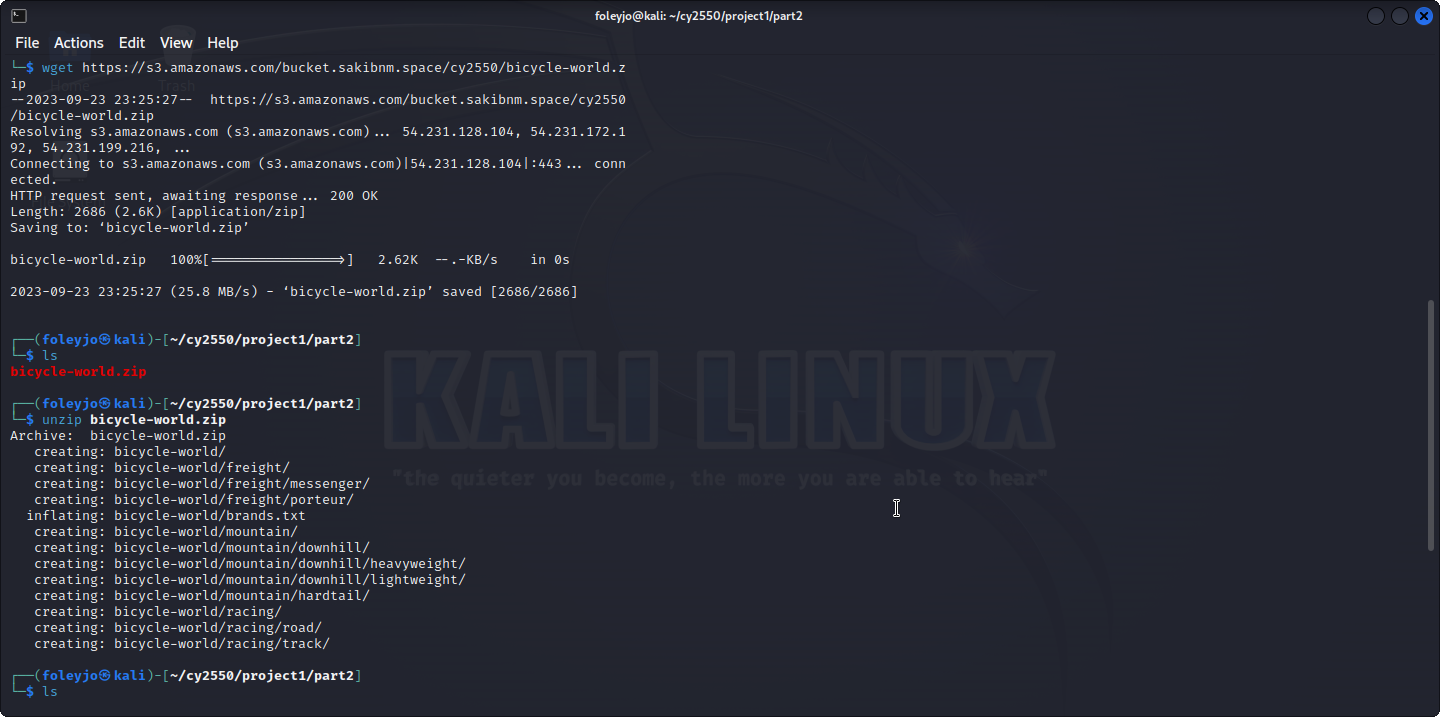 foleyjo@kali: ~/cy2550/project1/part2
File Actions Edit View Help
└─$ wget https://s3.amazonaws.com/bucket.sakibnm.space/cy2550/bicycle-world.z
ip
--2023-09-23 23:25:27-- https://s3.amazonaws.com/bucket.sakibnm.space/cy2550
/bicycle-world.zip
Resolving s3.amazonaws.com (s3.amazonaws.com)... 54.231.128.104, 54.231.172.1
92, 54.231.199.216, ...
Connecting to s3.amazonaws.com (s3.amazonaws.com)|54.231.128.104|:443... conn
ected.
HTTP request sent, awaiting response... 200 OK
Length: 2686 (2.6K) [application/zip]
Saving to: ‘bicycle-world.zip’
bicycle-world.zip 100%[================>] 2.62K --.-KB/s in 0s
2023-09-23 23:25:27 (25.8 MB/s) - ‘bicycle-world.zip’ saved [2686/2686]
┌──(foleyjo㉿kali)-[~/cy2550/project1/part2]
└─$ ls
bicycle-world.zip
┌──(foleyjo㉿kali)-[~/cy2550/project1/part2]
└─$ unzip bicycle-world.zip
Archive: bicycle-world.zip
creating: bicycle-world/
creating: bicycle-world/freight/
creating: bicycle-world/freight/messenger/
creating: bicycle-world/freight/porteur/
inflating: bicycle-world/brands.txt
creating: bicycle-world/mountain/
creating: bicycle-world/mountain/downhill/
creating: bicycle-world/mountain/downhill/heavyweight/
creating: bicycle-world/mountain/downhill/lightweight/
creating: bicycle-world/mountain/hardtail/
creating: bicycle-world/racing/
creating: bicycle-world/racing/road/
creating: bicycle-world/racing/track/
┌──(foleyjo㉿kali)-[~/cy2550/project1/part2]
└─$ ls
KALI LINUX
"the quieter you become, the more you are able to hear"
Home
Trash